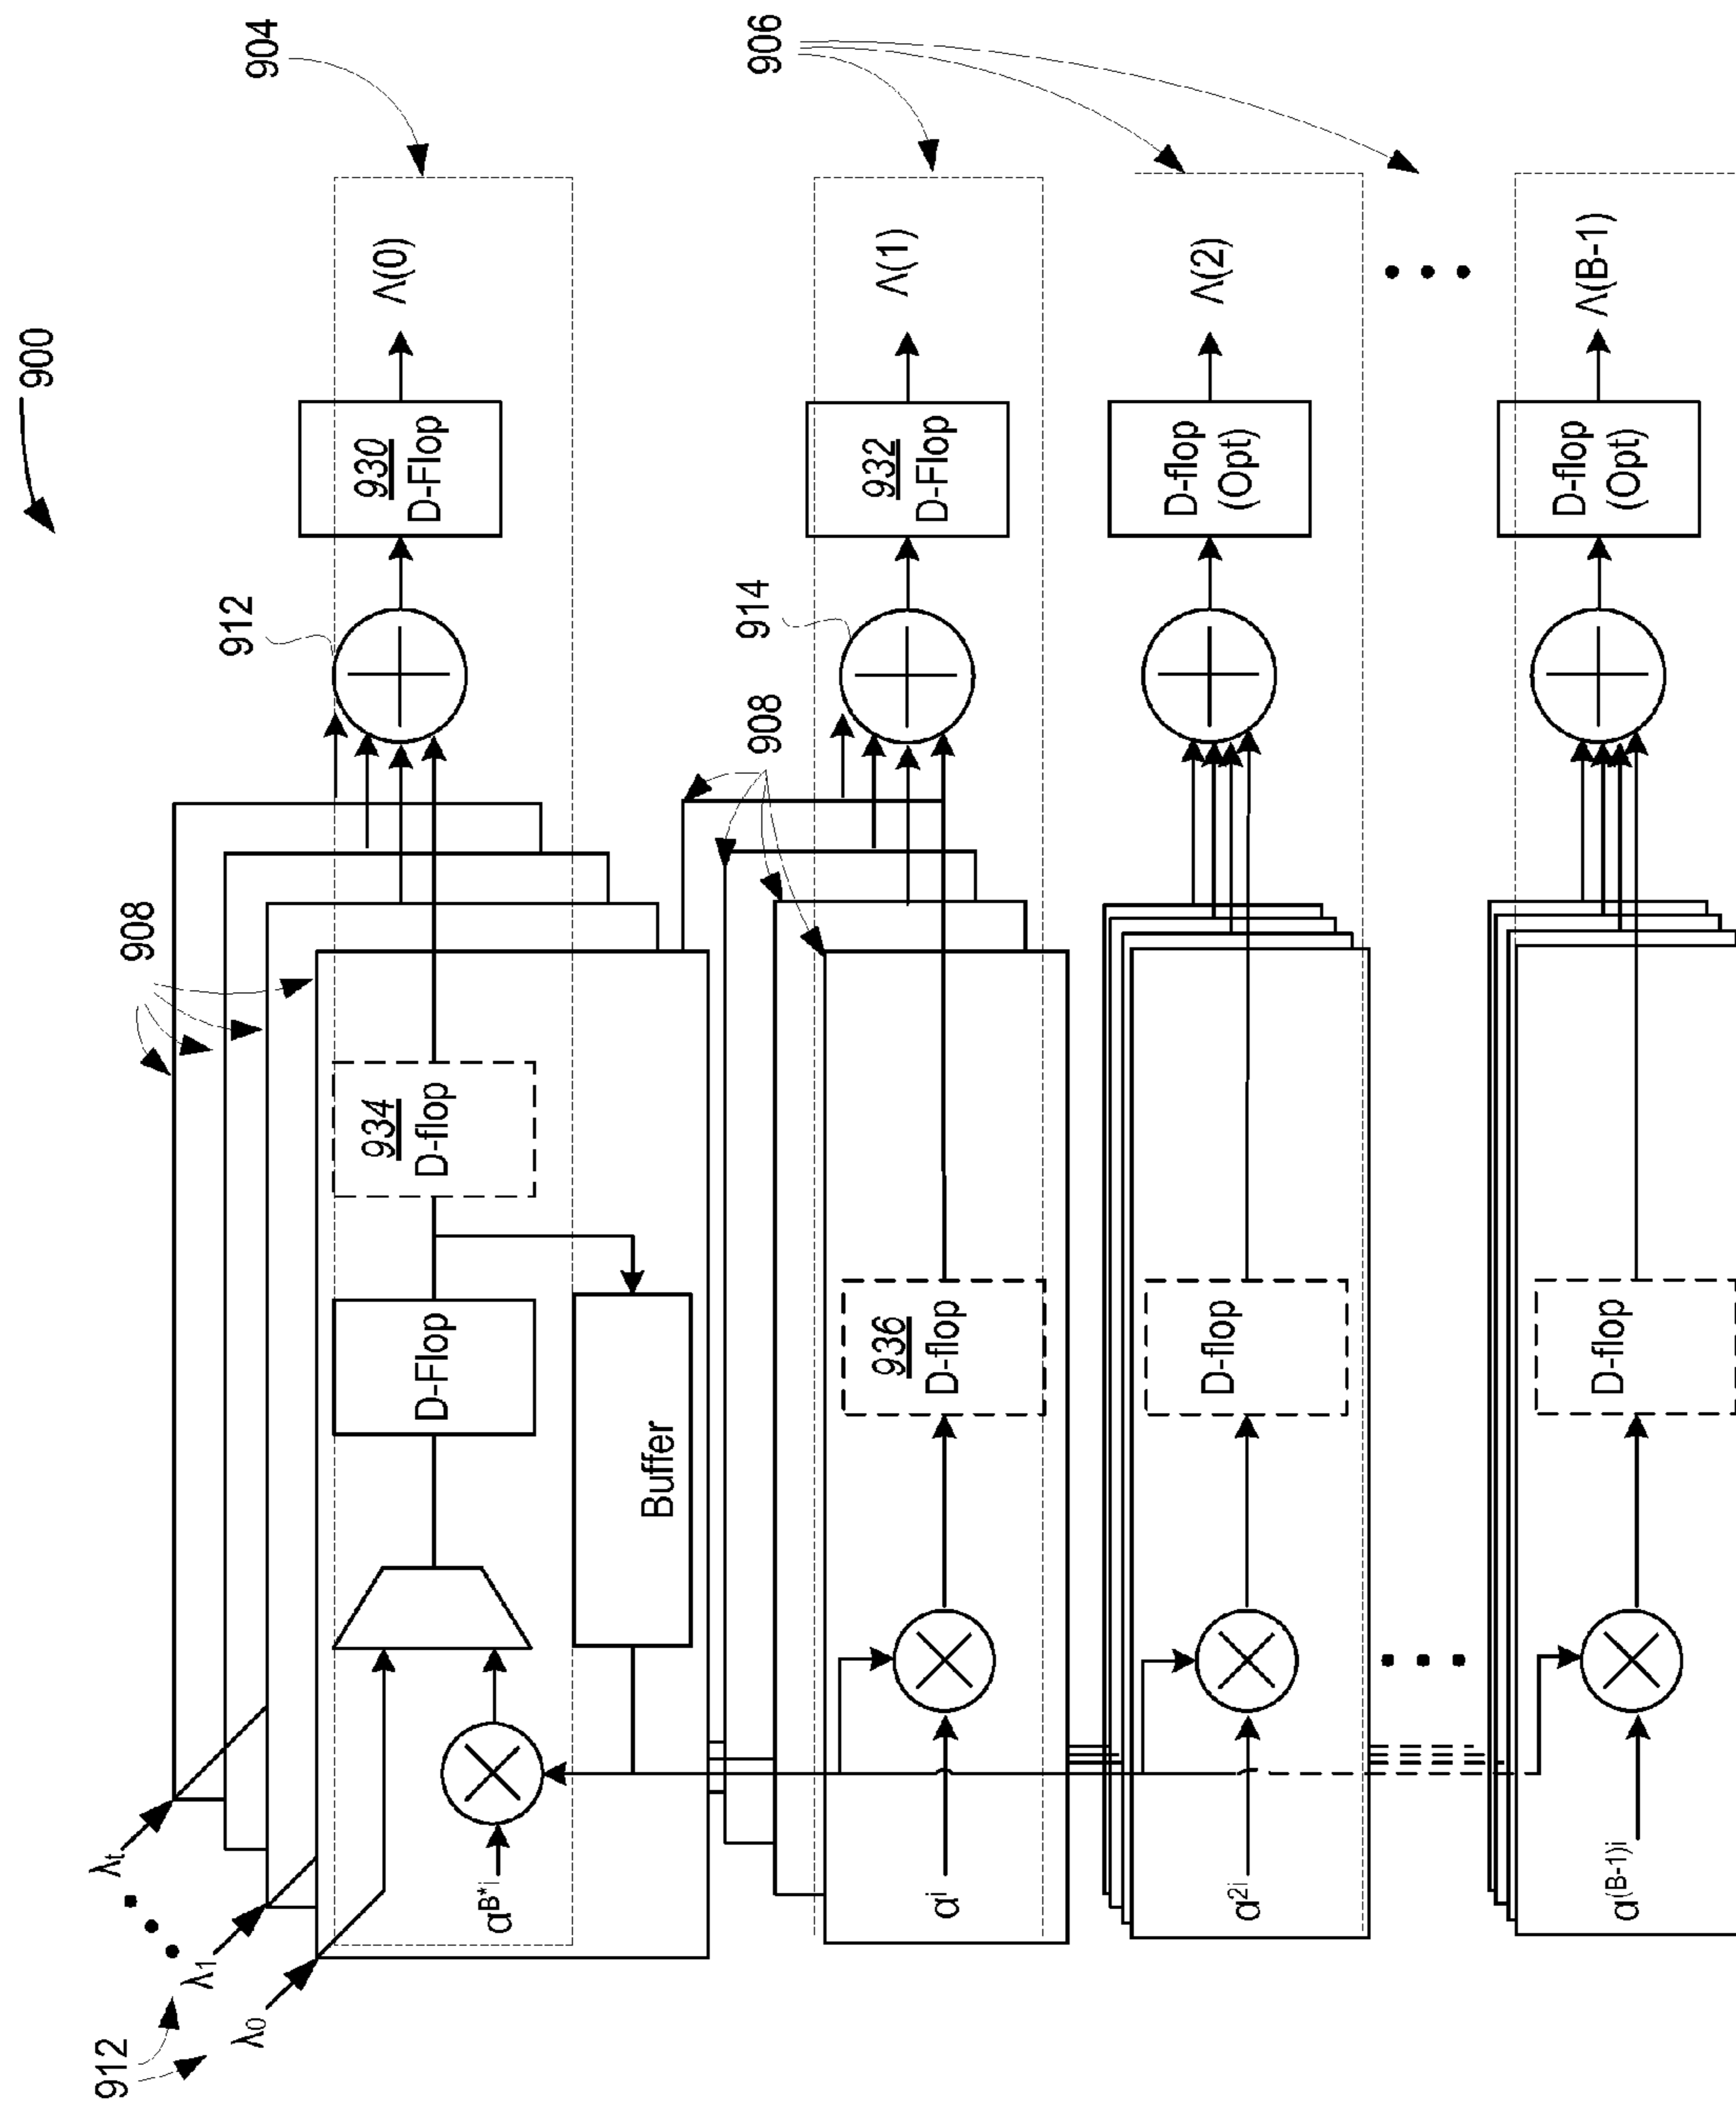 900
904
906
912
λ0
λ1
λt
908
αB*i
D-Flop
Buffer
934
D-flop
912
930
D-Flop
Λ(0)
908
αi
936
D-flop
914
932
D-Flop
Λ(1)
α2i
D-flop
D-flop
(Opt)
Λ(2)
α(B-1)i
D-flop
D-flop
(Opt)
Λ(B-1)